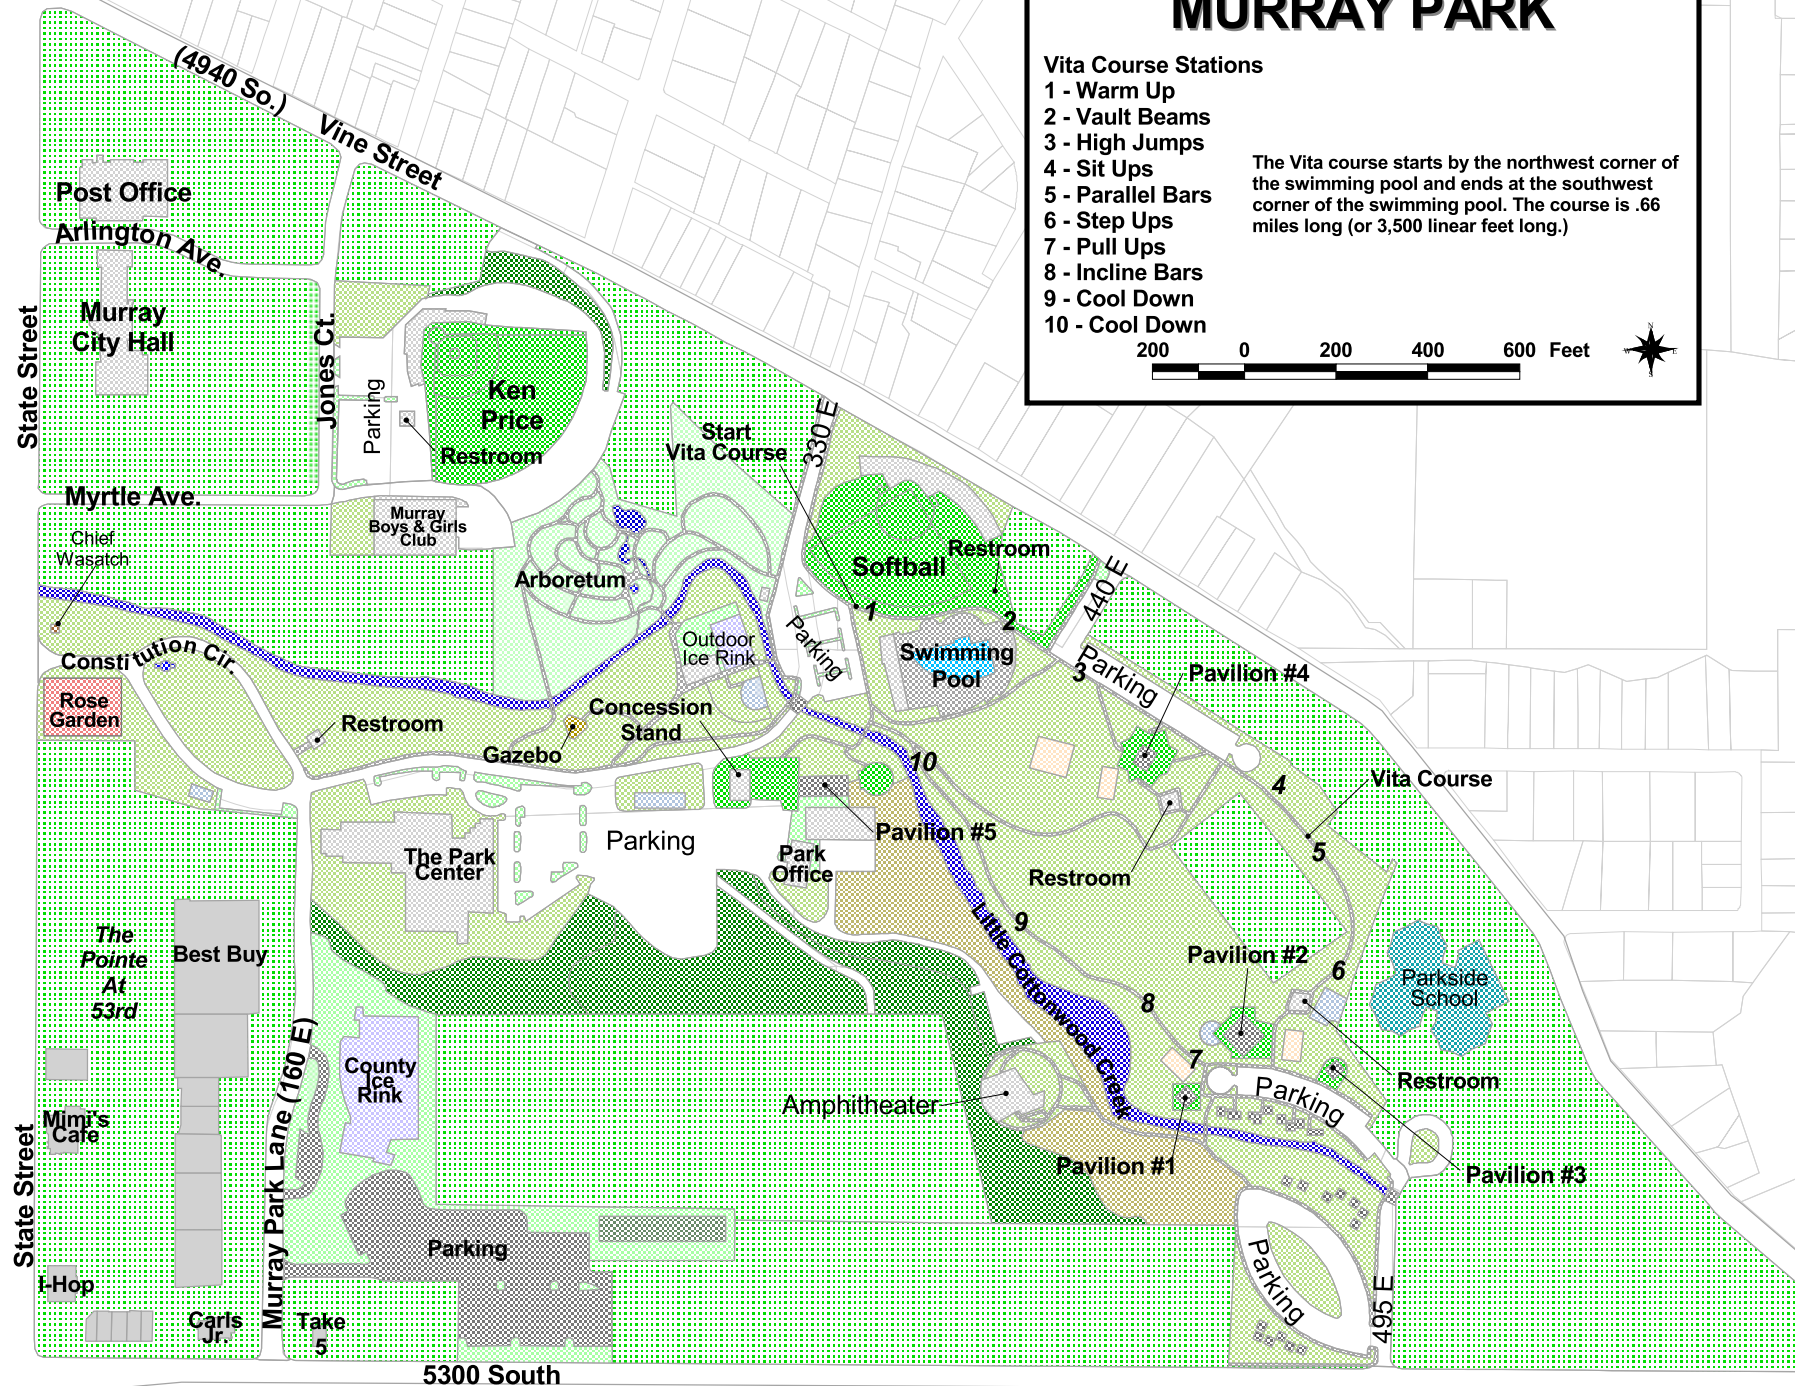 MURRAY PARK
Vita Course Stations
1 - Warm Up
2 - Vault Beams
3 - High Jumps
4 - Sit Ups
5 - Parallel Bars
6 - Step Ups
7 - Pull Ups
8 - Incline Bars
9 - Cool Down
10 - Cool Down
The Vita course starts by the northwest corner of
the swimming pool and ends at the southwest
corner of the swimming pool. The course is .66
miles long (or 3,500 linear feet long.)
200 0 200 400 600 Feet
N
W E
S
(4940 So.)
Vine Street
Post Office
Arlington Ave.
Murray
City Hall
State Street
Jones Ct.
Parking
Ken
Price
Restroom
Start
Vita Course
330 E
Myrtle Ave.
Murray
Boys & Girls
Club
Chief
Wasatch
Arboretum
Softball
Restroom
440 E
1
2
Constitution Cir.
Outdoor
Ice Rink
Parking
Swimming
Pool
3
Parking
Pavilion #4
Rose
Garden
Restroom
Concession
Stand
Gazebo
10
4
Vita Course
Parking
Pavilion #5
5
The Park
Center
Park
Office
Restroom
9
Little Cottonwood Creek
The
Pointe
At
53rd
Best Buy
Pavilion #2
6
Parkside
School
8
Murray Park Lane (160 E)
County
Ice
Rink
7
Parking
Restroom
Amphitheater
Mimi's
Cafe
State Street
Pavilion #1
Pavilion #3
Parking
Parking
I-Hop
Carls
Jr.
Take
5
495 E
5300 South